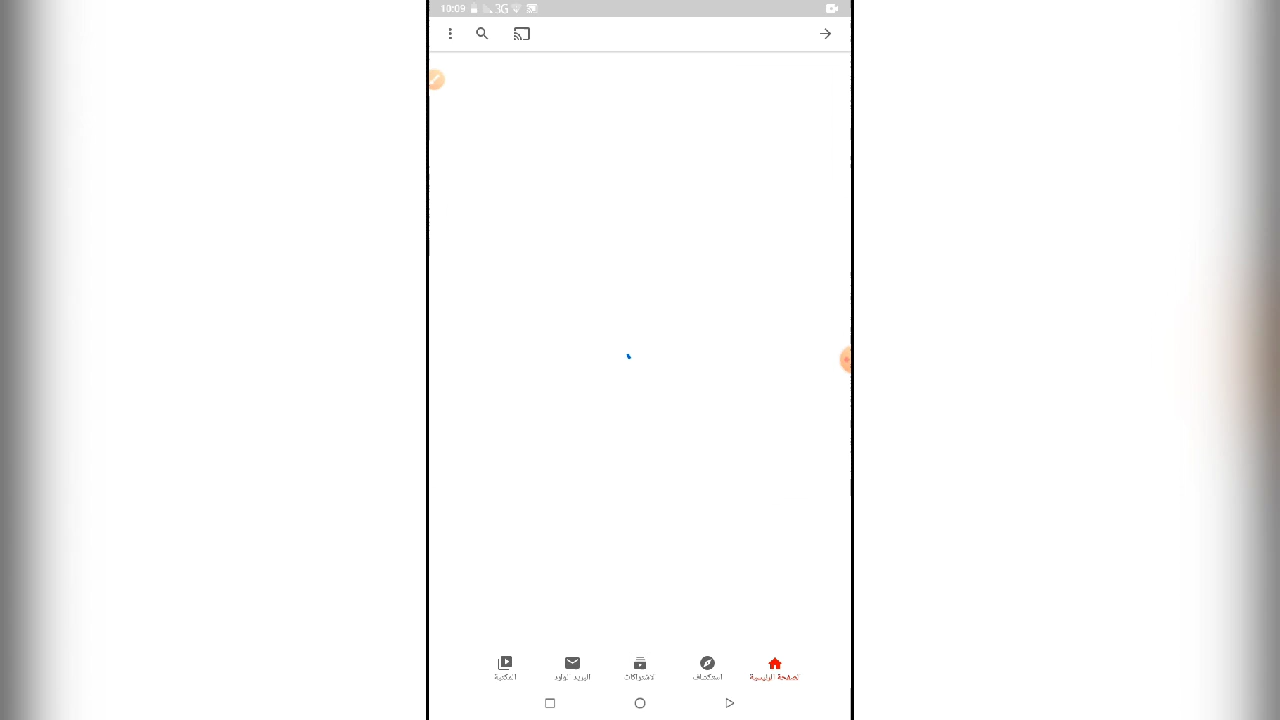 10:09 3G
الصفحة الرئيسية
استكشاف
الاشتراكات
البريد الوارد
المكتبة